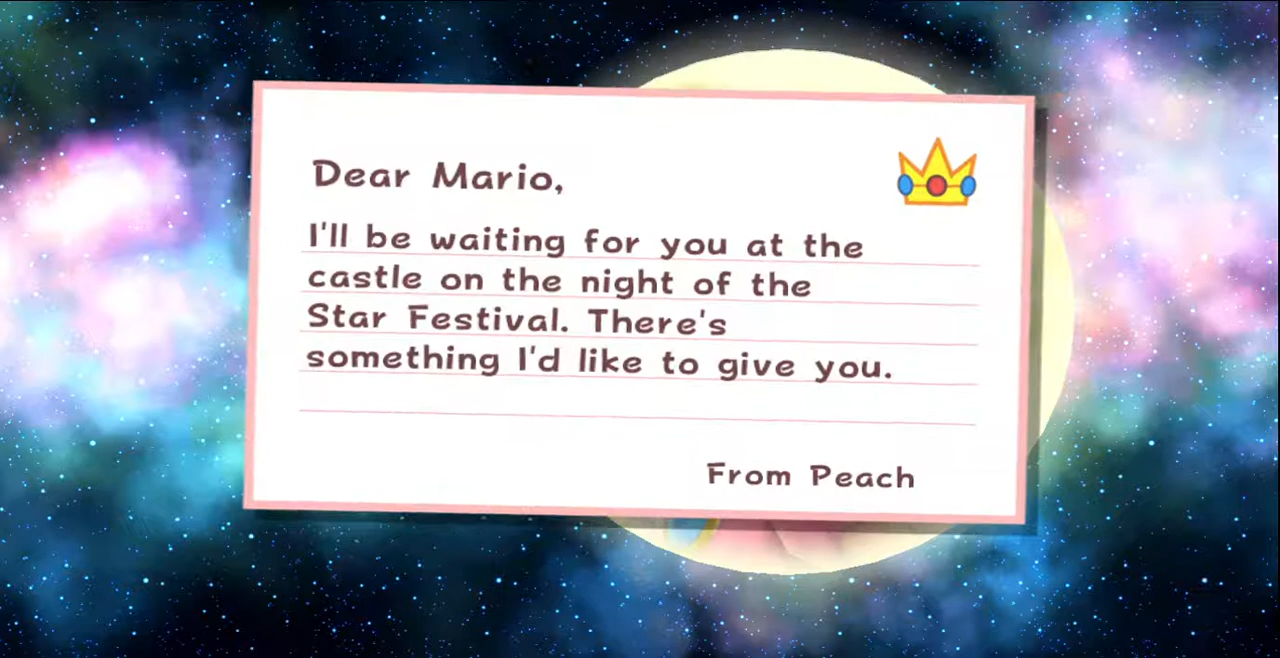 Dear Mario,
I'll be waiting for you at the
castle on the night of the
Star Festival. There's
something I'd like to give you.
From Peach